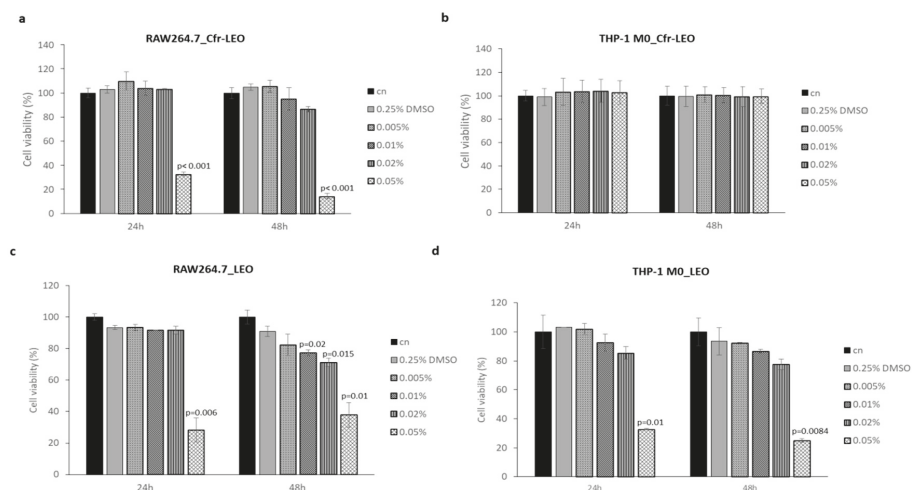 a
RAW264.7_Cfr-LEO
140
120
100
80
60
40
20
0
Cell viability (%)
p< 0.001
p< 0.001
24h
48h
cn
0.25% DMSO
0.005%
0.01%
0.02%
0.05%
b
THP-1 M0_Cfr-LEO
140
120
100
80
60
40
20
0
Cell viability (%)
24h
48h
cn
0.25% DMSO
0.005%
0.01%
0.02%
0.05%
c
RAW264.7_LEO
120
100
80
60
40
20
0
Cell viability (%)
p=0.006
p=0.02
p=0.015
p=0.01
24h
48h
cn
0.25% DMSO
0.005%
0.01%
0.02%
0.05%
d
THP-1 M0_LEO
120
100
80
60
40
20
0
Cell viability (%)
p=0.01
p=0.0084
24h
48h
cn
0.25% DMSO
0.005%
0.01%
0.02%
0.05%